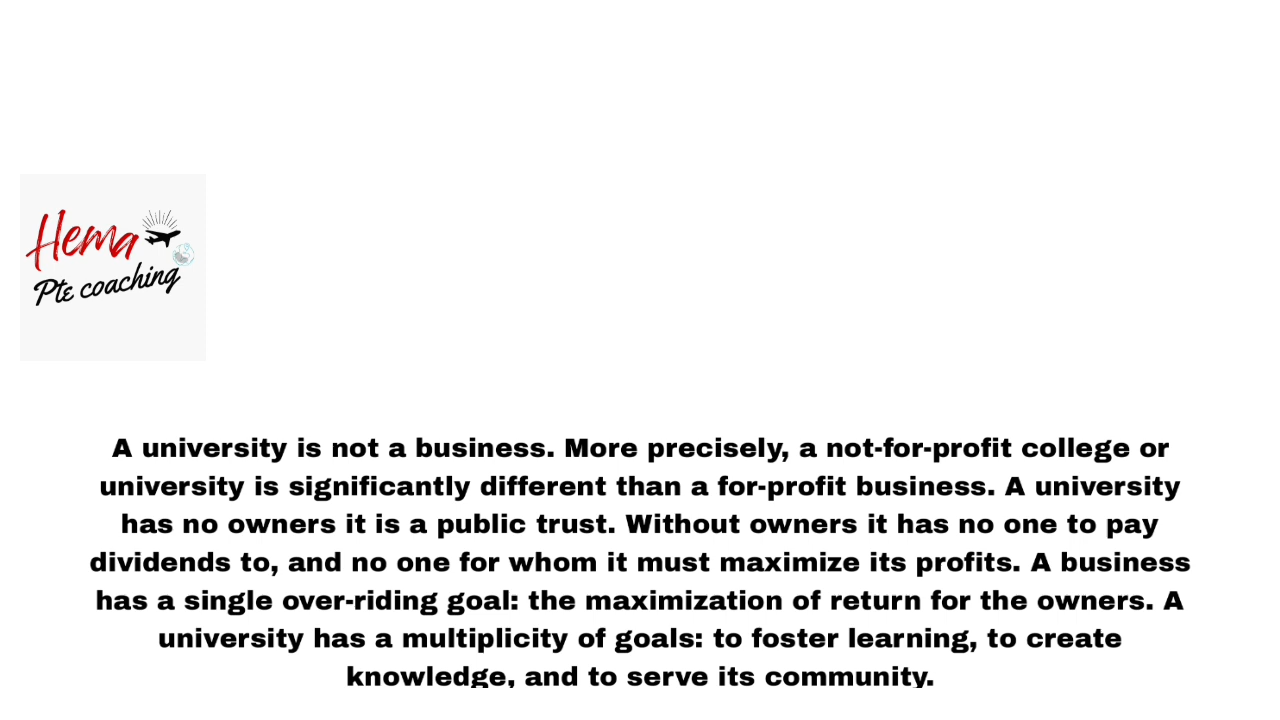 Hema
Pte coaching
A university is not a business. More precisely, a not-for-profit college or
university is significantly different than a for-profit business. A university
has no owners it is a public trust. Without owners it has no one to pay
dividends to, and no one for whom it must maximize its profits. A business
has a single over-riding goal: the maximization of return for the owners. A
university has a multiplicity of goals: to foster learning, to create
knowledge, and to serve its community.